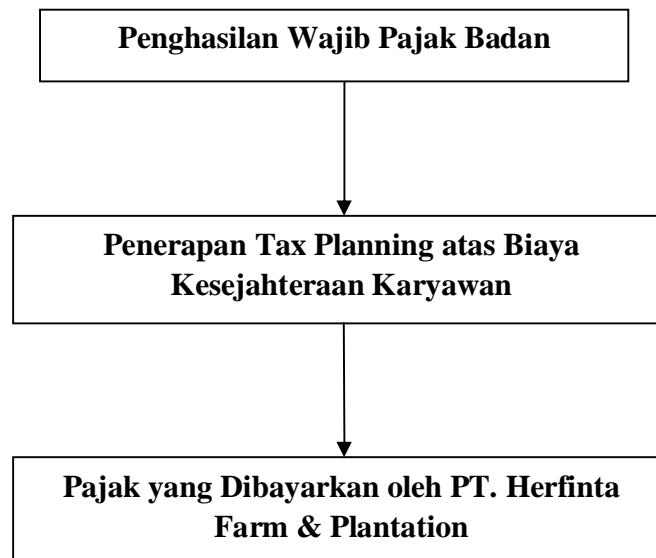 Penghasilan Wajib Pajak Badan
Penerapan Tax Planning atas Biaya
Kesejahteraan Karyawan
Pajak yang Dibayarkan oleh PT. Herfinta
Farm & Plantation